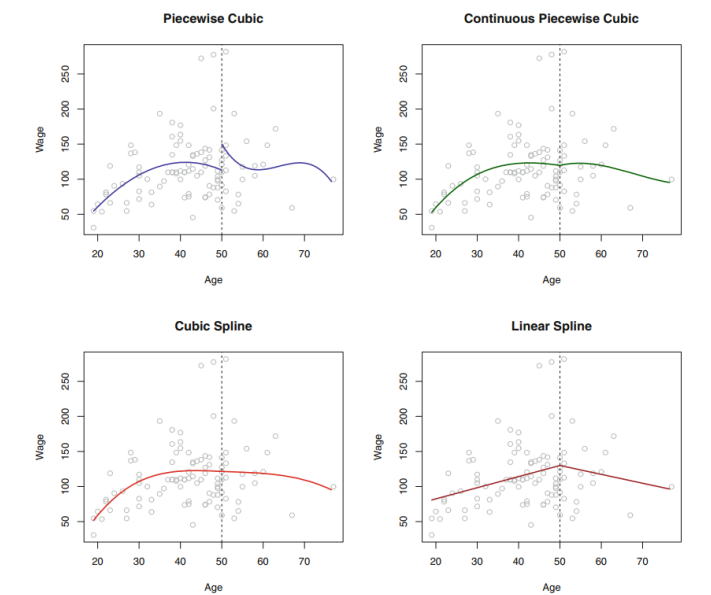 Piecewise Cubic
Continuous Piecewise Cubic
Wage
50 100 150 200 250
20 30 40 50 60 70
Age
Wage
50 100 150 200 250
20 30 40 50 60 70
Age
Cubic Spline
Linear Spline
Wage
50 100 150 200 250
20 30 40 50 60 70
Age
Wage
50 100 150 200 250
20 30 40 50 60 70
Age